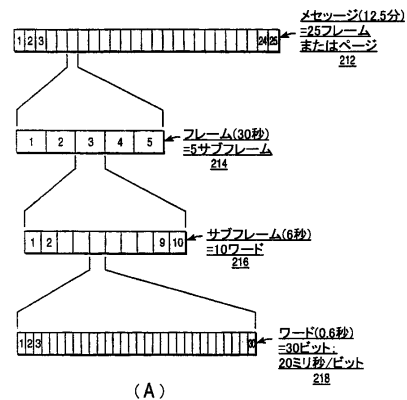 メセッージ(12.5分)
1 2 3 24 25
=25フレーム
またはページ
212
フレーム(30秒)
1 2 3 4 5
=5サブフレーム
214
サブフレーム(6秒)
1 2 9 10
=10ワード
216
ワード(0.6秒)
1 2 3 30
=30ビット;
20ミリ秒/ビット
218
(A)